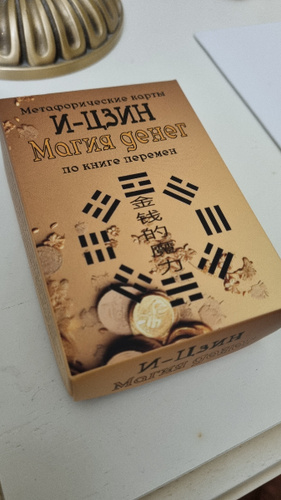 Метафорические карты
И-ЦЗИН
Магия денег
по книге перемен
金钱的魔力
И-Цзин
Магия денег